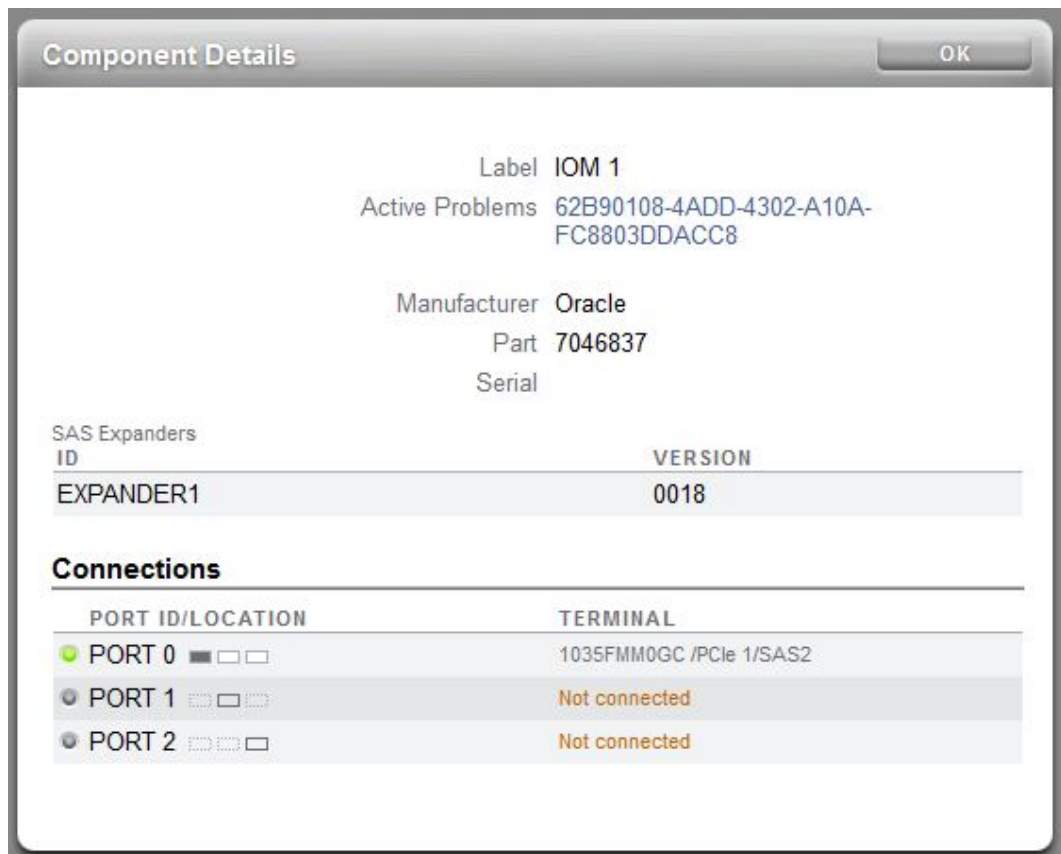 Component Details
OK
Label IOM 1
Active Problems 62B90108-4ADD-4302-A10A-
FC8803DDACC8
Manufacturer Oracle
Part 7046837
Serial
SAS Expanders
ID VERSION
EXPANDER1 0018
Connections
PORT ID/LOCATION TERMINAL
PORT 0 1035FMM0GC /PCIe 1/SAS2
PORT 1 Not connected
PORT 2 Not connected